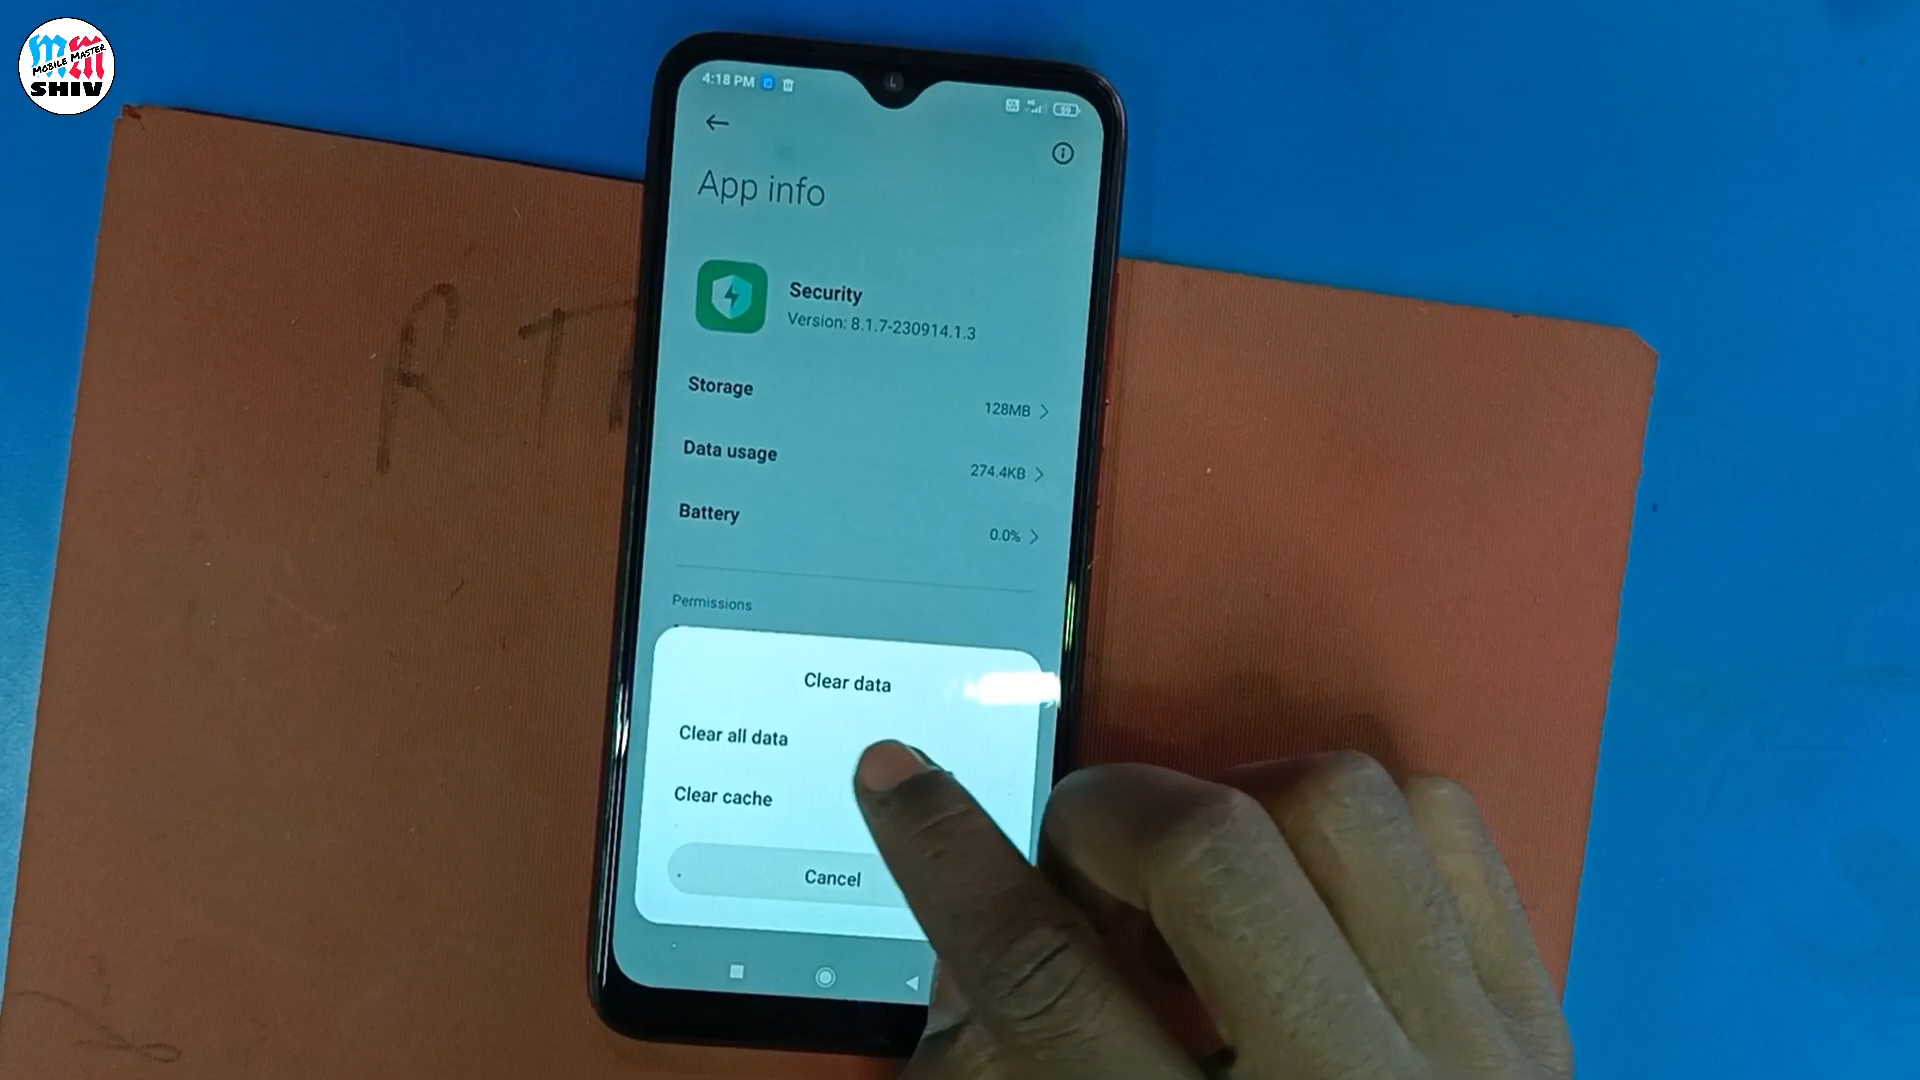 MOBILE MASTER
SHIV
4:18 PM
59
App info
Security
Version: 8.1.7-230914.1.3
Storage
128MB
Data usage
274.4KB
Battery
0.0%
Permissions
Clear data
Clear all data
Clear cache
Cancel
R T